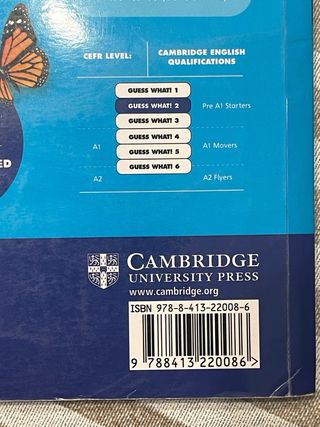 CEFR LEVEL:
CAMBRIDGE ENGLISH
QUALIFICATIONS
GUESS WHAT! 1
GUESS WHAT! 2
Pre A1 Starters
GUESS WHAT! 3
GUESS WHAT! 4
A1
GUESS WHAT! 5
A1 Movers
GUESS WHAT! 6
A2
A2 Flyers
ED
CAMBRIDGE
UNIVERSITY PRESS
www.cambridge.org
ISBN 978-8-413-22008-6
9 788413 220086 >